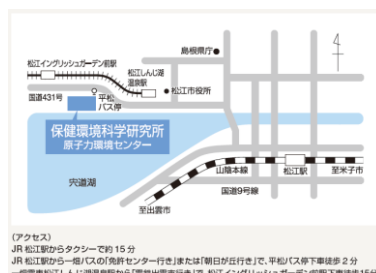 島根県庁
松江イングリッシュガーデン前駅
松江しんじ湖
温泉駅
国道431号
平松
バス停
松江市役所
保健環境科学研究所
原子力環境センター
宍道湖
山陰本線
松江駅
至米子市
国道9号線
至出雲市
(アクセス)
JR 松江駅からタクシーで約 15 分
JR 松江駅から一畑バスの「免許センター行き」または「朝日が丘行き」で、平松バス停下車徒歩 2 分